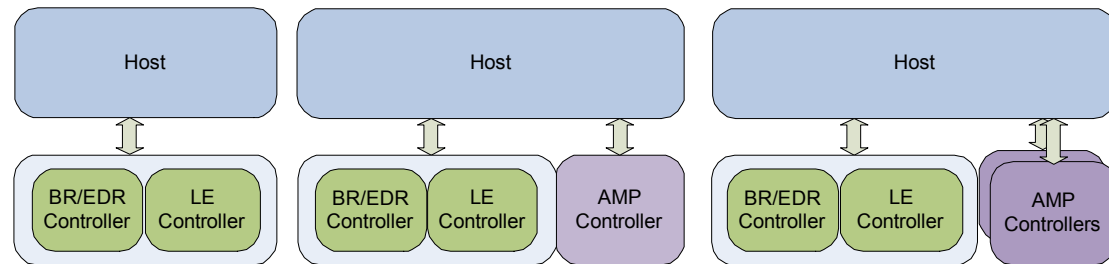 Host
Host
Host
BR/EDR
Controller
LE
Controller
BR/EDR
Controller
LE
Controller
AMP
Controller
BR/EDR
Controller
LE
Controller
AMP
Controllers